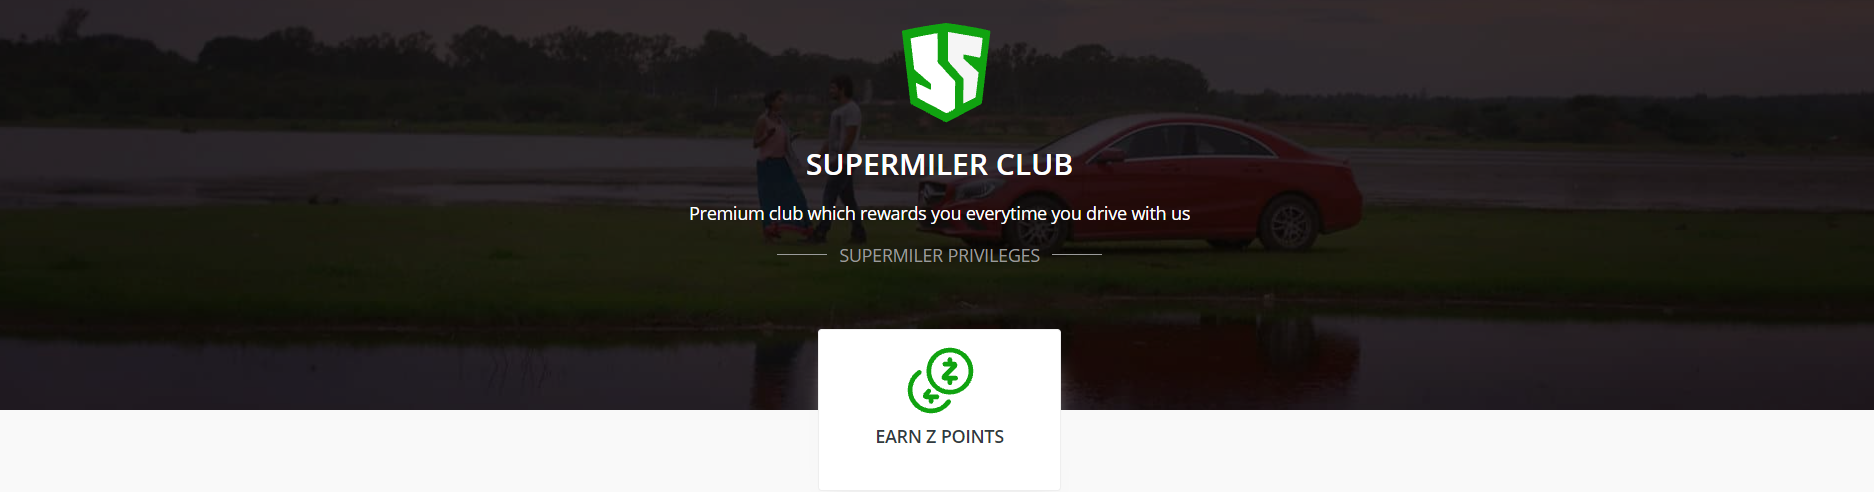 SUPERMILER CLUB
Premium club which rewards you everytime you drive with us
SUPERMILER PRIVILEGES
EARN Z POINTS